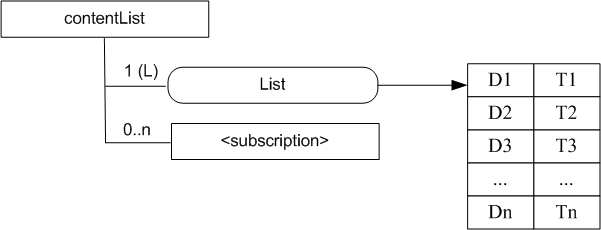 contentList
1 (L)
List
0..n
<subscription>
D1 T1
D2 T2
D3 T3
... ...
Dn Tn